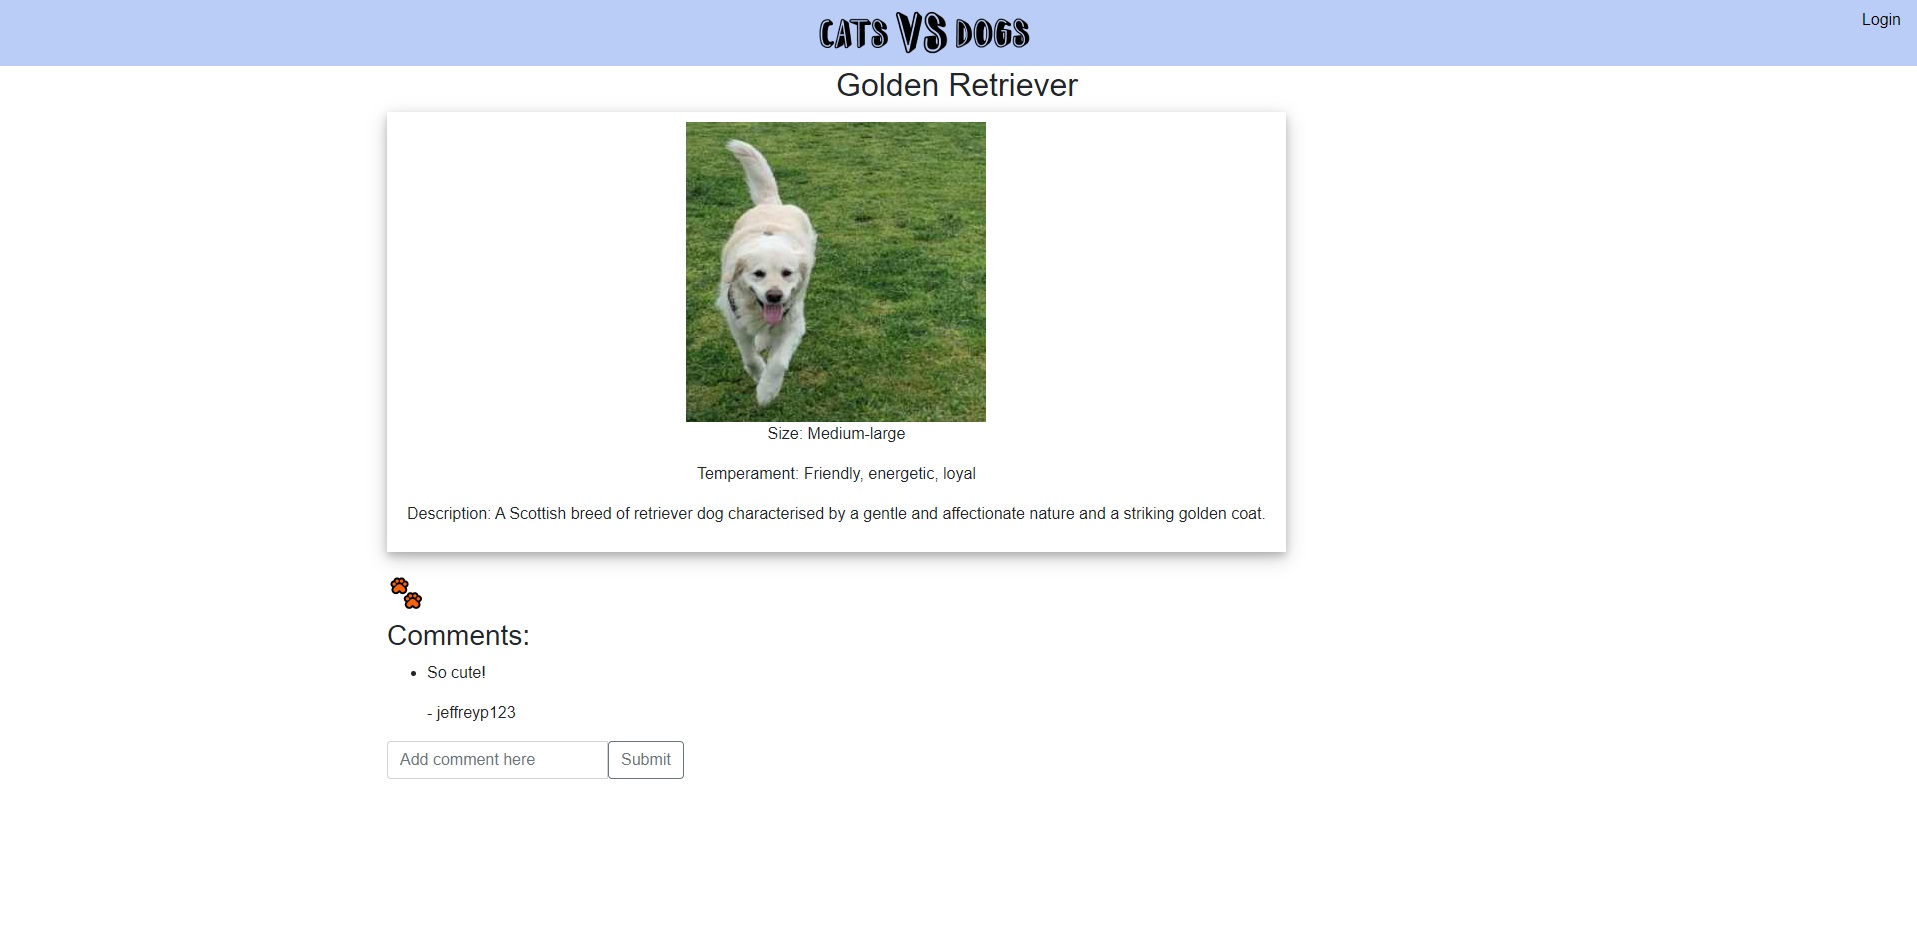 CATS VS DOGS
Login
Golden Retriever
Size: Medium-large
Temperament: Friendly, energetic, loyal
Description: A Scottish breed of retriever dog characterised by a gentle and affectionate nature and a striking golden coat.
Comments:
So cute!
- jeffreyp123
Add comment here
Submit